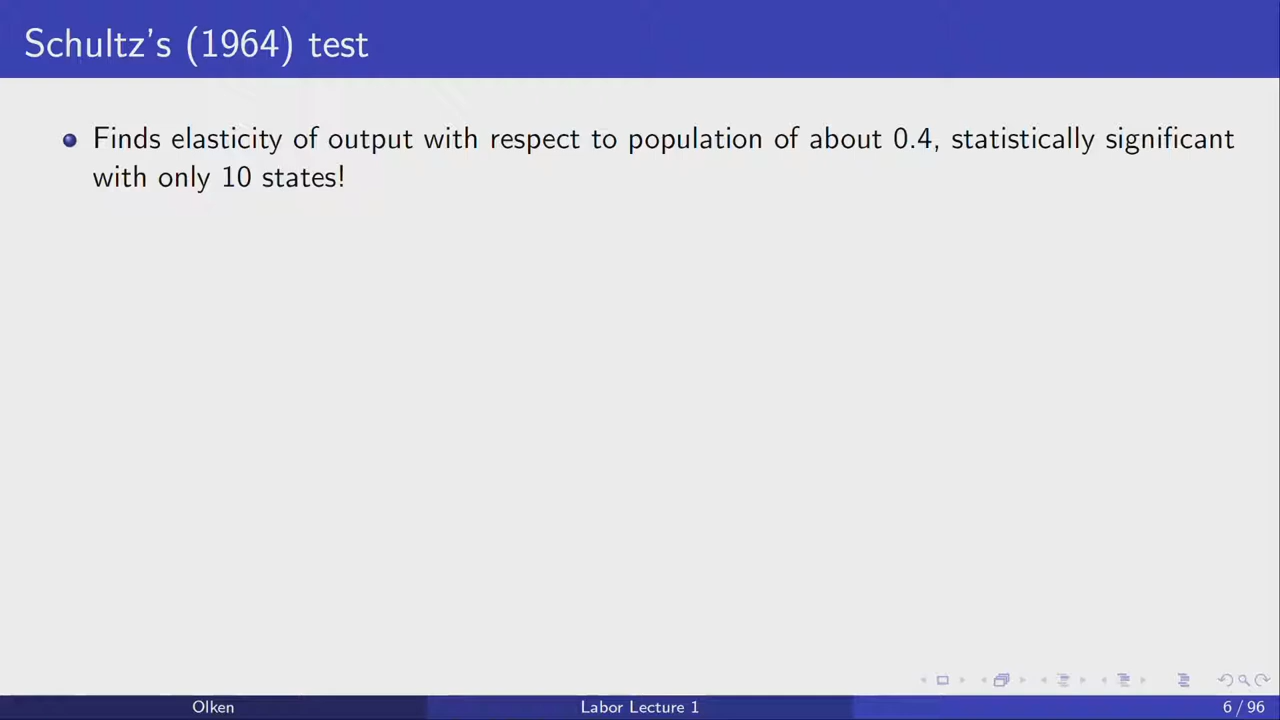 Schultz's (1964) test
Finds elasticity of output with respect to population of about 0.4, statistically significant
with only 10 states!
Olken
Labor Lecture 1
6 / 96